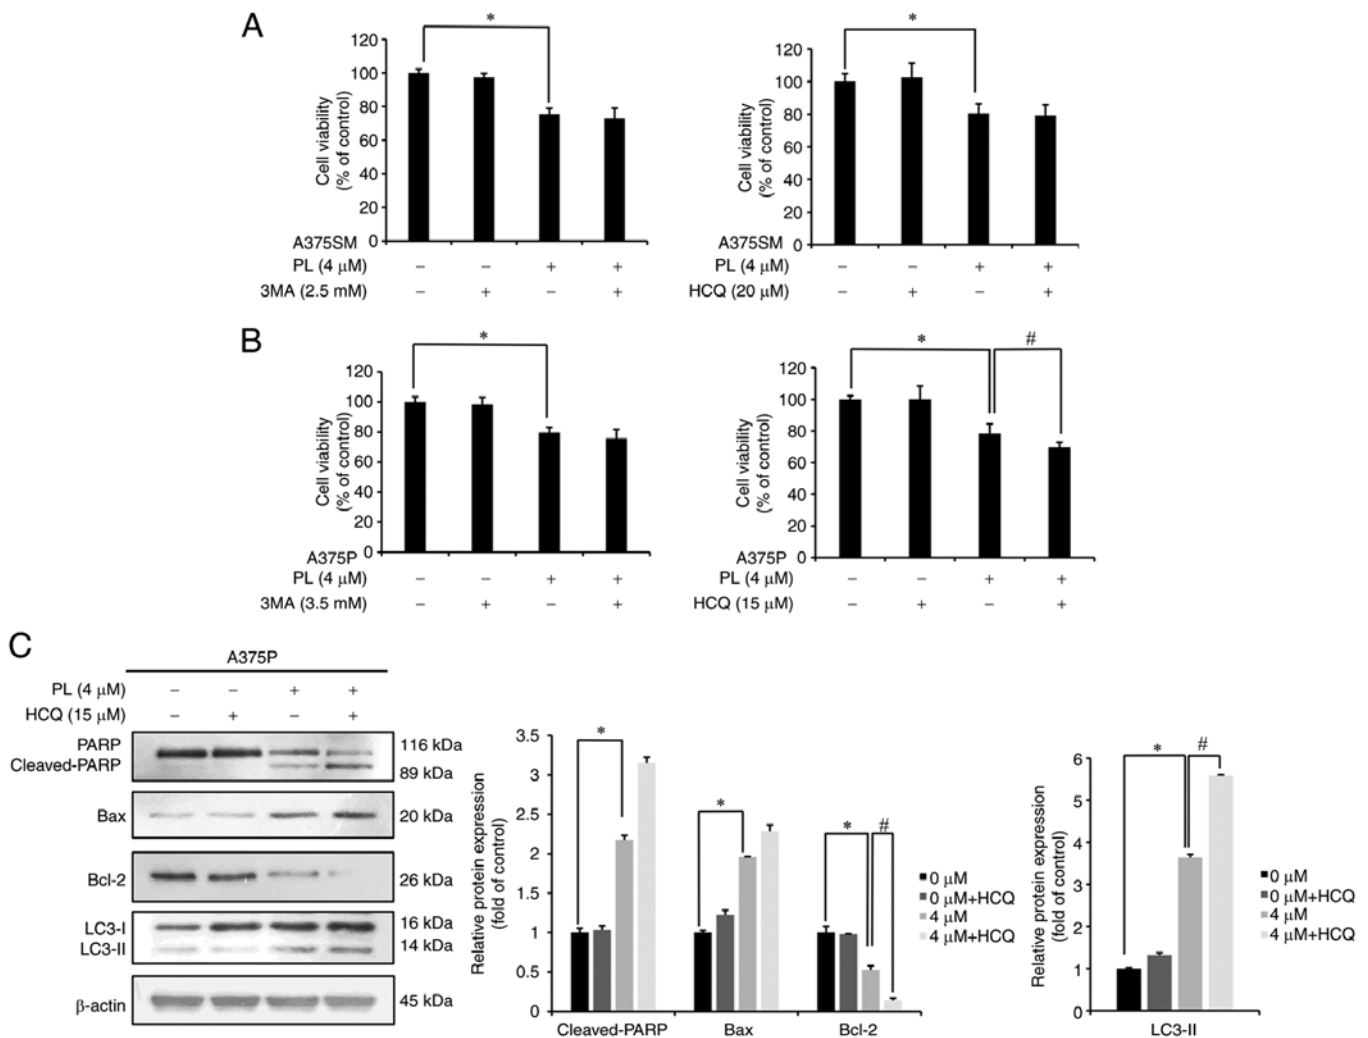 A
*
120
100
80
60
40
20
0
Cell viability
(% of control)
A375SM
PL (4 μM) – – + +
3MA (2.5 mM) – + – +
*
120
100
80
60
40
20
0
Cell viability
(% of control)
A375SM
PL (4 μM) – – + +
HCQ (20 μM) – + – +
B
*
120
100
80
60
40
20
0
Cell viability
(% of control)
A375P
PL (4 μM) – – + +
3MA (3.5 mM) – + – +
* #
120
100
80
60
40
20
0
Cell viability
(% of control)
A375P
PL (4 μM) – – + +
HCQ (15 μM) – + – +
C
A375P
PL (4 μM) – – + +
HCQ (15 μM) – + – +
PARP 116 kDa
Cleaved-PARP 89 kDa
Bax 20 kDa
Bcl-2 26 kDa
LC3-I 16 kDa
LC3-II 14 kDa
β-actin 45 kDa
3.5
3
2.5
2
1.5
1
0.5
0
Relative protein expression
(fold of control)
*
*
* #
Cleaved-PARP Bax Bcl-2
0 μM
0 μM+HCQ
4 μM
4 μM+HCQ
6
5
6
4
2
1
0
Relative protein expression
(fold of control)
* #
LC3-II
0 μM
0 μM+HCQ
4 μM
4 μM+HCQ